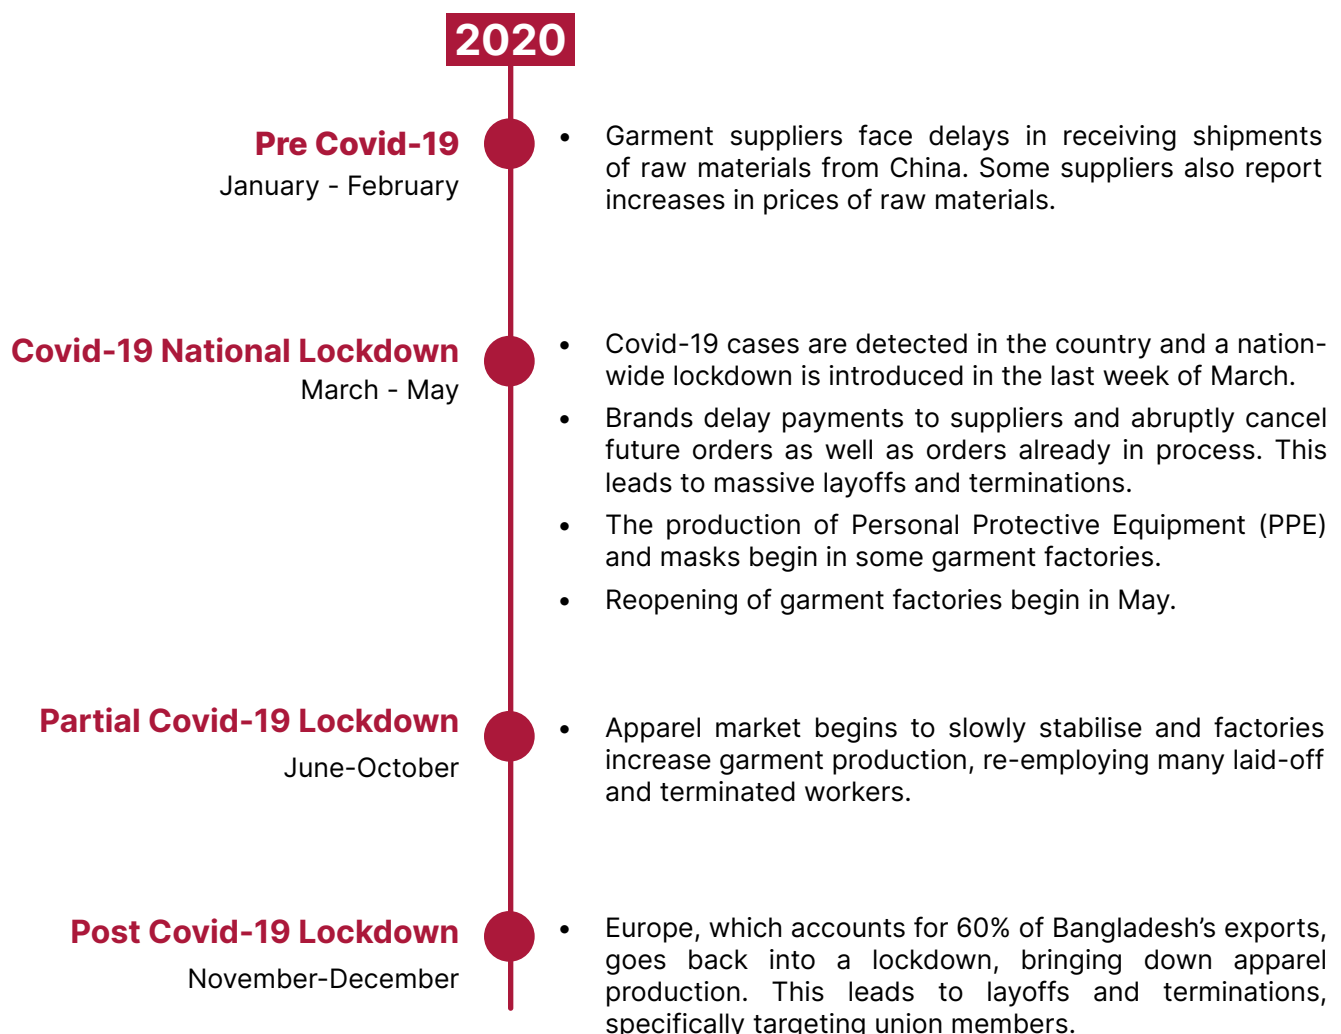 2020
Pre Covid-19
January - February
• Garment suppliers face delays in receiving shipments
of raw materials from China. Some suppliers also report
increases in prices of raw materials.
Covid-19 National Lockdown
March - May
• Covid-19 cases are detected in the country and a nation-
wide lockdown is introduced in the last week of March.
• Brands delay payments to suppliers and abruptly cancel
future orders as well as orders already in process. This
leads to massive layoffs and terminations.
• The production of Personal Protective Equipment (PPE)
and masks begin in some garment factories.
• Reopening of garment factories begin in May.
Partial Covid-19 Lockdown
June-October
• Apparel market begins to slowly stabilise and factories
increase garment production, re-employing many laid-off
and terminated workers.
Post Covid-19 Lockdown
November-December
• Europe, which accounts for 60% of Bangladesh’s exports,
goes back into a lockdown, bringing down apparel
production. This leads to layoffs and terminations,
specifically targeting union members.